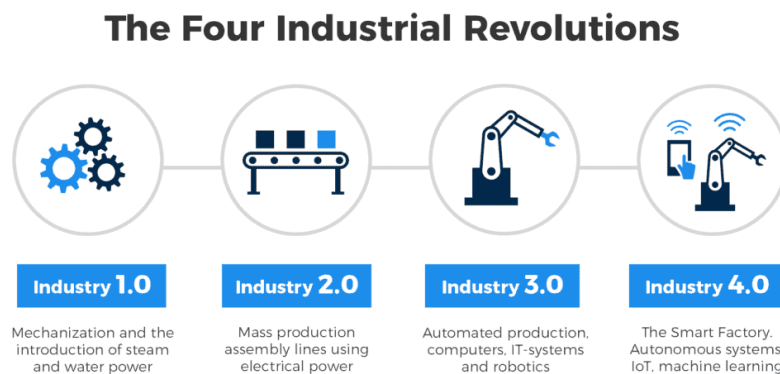 The Four Industrial Revolutions
Industry 1.0
Industry 2.0
Industry 3.0
Industry 4.0
Mechanization and the
introduction of steam
and water power
Mass production
assembly lines using
electrical power
Automated production,
computers, IT-systems
and robotics
The Smart Factory.
Autonomous systems,
IoT, machine learning